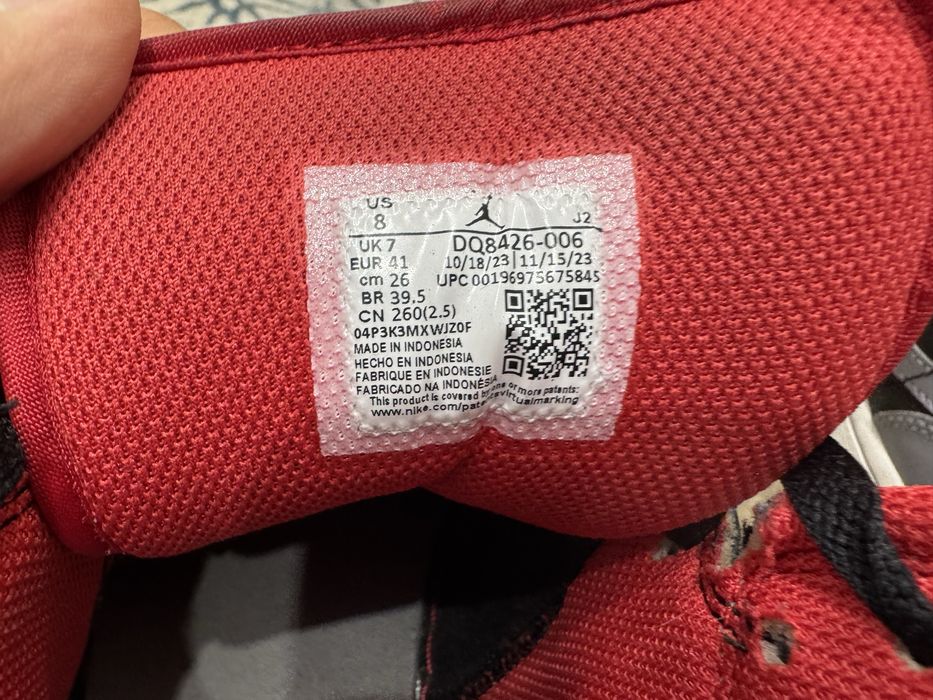 US
8
J2
UK 7
DQ8426-006
EUR 41
10/18/23|11/15/23
cm 26
UPC 00196975675845
BR 39.5
CN 260(2.5)
04P3K3MXWJZ0F
MADE IN INDONESIA
HECHO EN INDONESIA
FABRIQUE EN INDONESIE
FABRICADO NA INDONÉSIA
This product is covered by one or more patents:
www.nike.com/patentsvirtualmarking